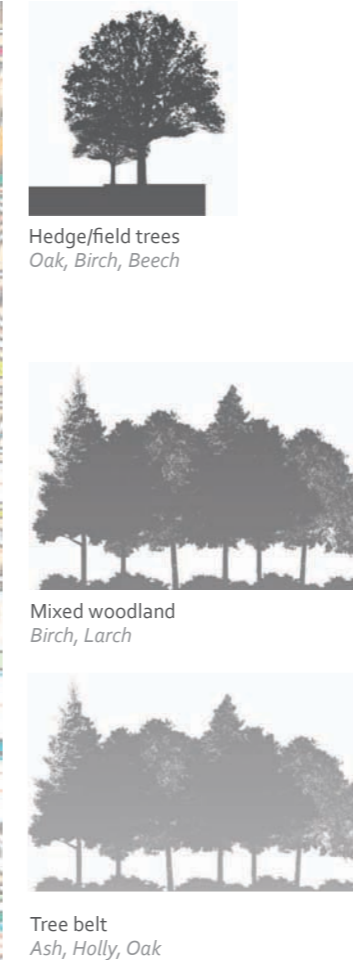 Hedge/field trees
Oak, Birch, Beech
Mixed woodland
Birch, Larch
Tree belt
Ash, Holly, Oak